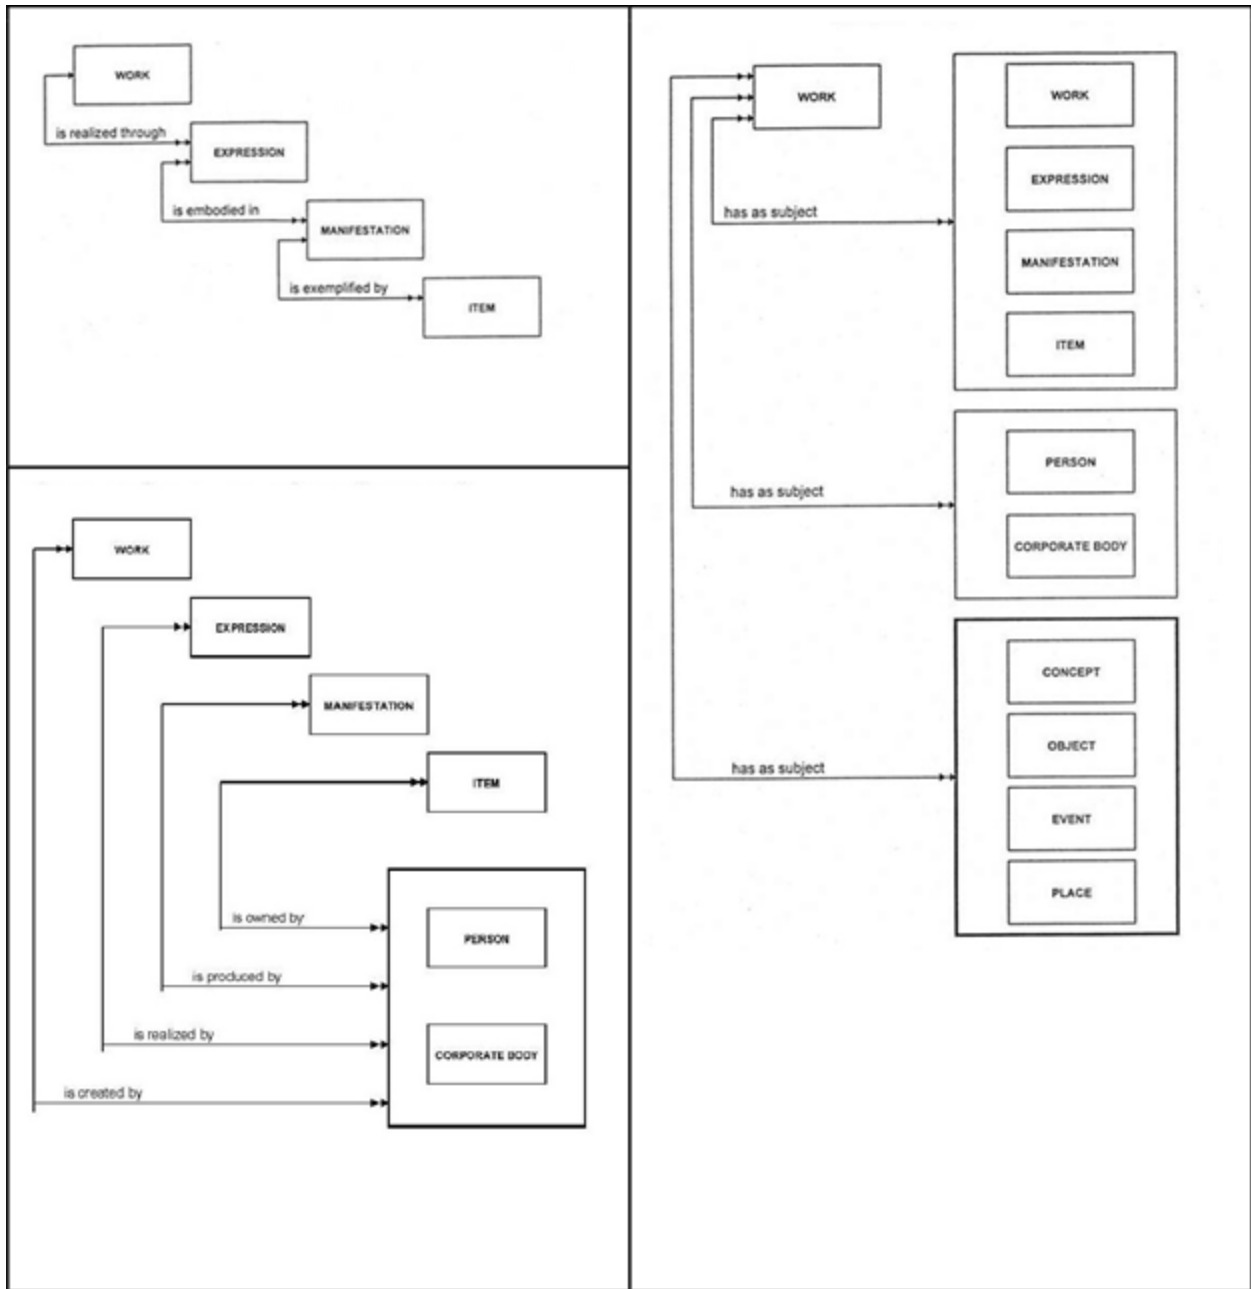 WORK
is realized through
EXPRESSION
is embodied in
MANIFESTATION
is exemplified by
ITEM
WORK
EXPRESSION
MANIFESTATION
ITEM
is owned by
PERSON
is produced by
is realized by
CORPORATE BODY
is created by
WORK
WORK
EXPRESSION
has as subject
MANIFESTATION
ITEM
PERSON
has as subject
CORPORATE BODY
CONCEPT
OBJECT
has as subject
EVENT
PLACE